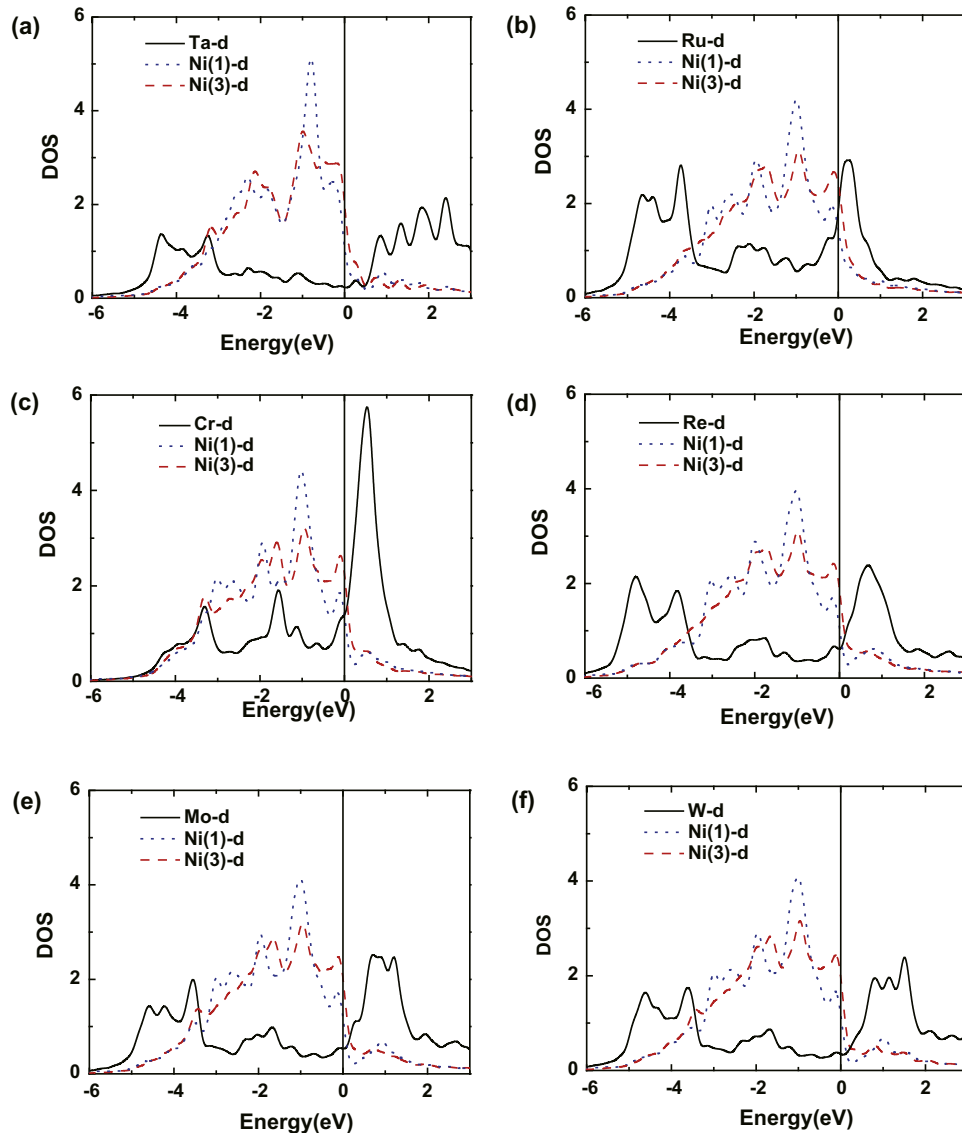 (a)
Ta-d
Ni(1)-d
Ni(3)-d
DOS
6
4
2
0
-6 -4 -2 0 2
Energy(eV)
(b)
Ru-d
Ni(1)-d
Ni(3)-d
DOS
6
4
2
0
-6 -4 -2 0 2
Energy(eV)
(c)
Cr-d
Ni(1)-d
Ni(3)-d
DOS
6
4
2
0
-6 -4 -2 0 2
Energy(eV)
(d)
Re-d
Ni(1)-d
Ni(3)-d
DOS
6
4
2
0
-6 -4 -2 0 2
Energy(eV)
(e)
Mo-d
Ni(1)-d
Ni(3)-d
DOS
6
4
2
0
-6 -4 -2 0 2
Energy(eV)
(f)
W-d
Ni(1)-d
Ni(3)-d
DOS
6
4
2
0
-6 -4 -2 0 2
Energy(eV)